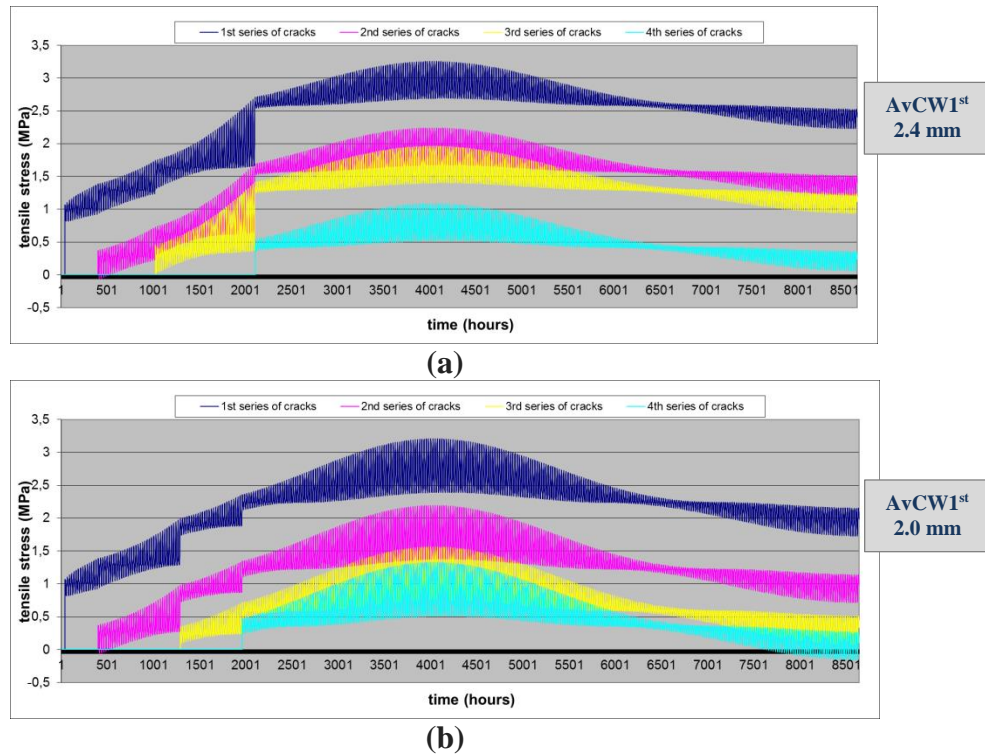 1st series of cracks 2nd series of cracks 3rd series of cracks 4th series of cracks
3,5
3
2,5
2
1,5
1
0,5
0
-0,5
tensile stress (MPa)
1 501 1001 1501 2001 2501 3001 3501 4001 4501 5001 5501 6001 6501 7001 7501 8001 8501
time (hours)
AvCW1st
2.4 mm
(a)
1st series of cracks 2nd series of cracks 3rd series of cracks 4th series of cracks
3,5
3
2,5
2
1,5
1
0,5
0
-0,5
tensile stress (MPa)
1 501 1001 1501 2001 2501 3001 3501 4001 4501 5001 5501 6001 6501 7001 7501 8001 8501
time (hours)
AvCW1st
2.0 mm
(b)